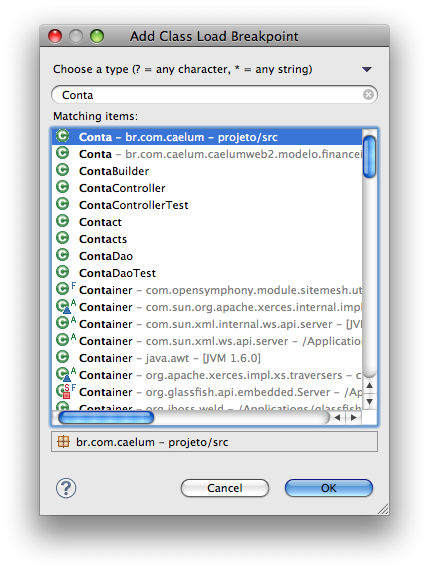 Add Class Load Breakpoint
Choose a type (? = any character, * = any string)
Conta
Matching items:
Conta – br.com.caelum – projeto/src
Conta – br.com.caelum.caelumweb2.modelo.financei
ContaBuilder
ContaController
ContaControllerTest
Contact
Contacts
ContaDao
ContaDaoTest
Container – com.opensymphony.module.sitemesh.ut
Container – com.sun.org.apache.xerces.internal.impl
Container – com.sun.xml.internal.ws.api.server – [JV
Container – com.sun.xml.ws.api.server – /Application
Container – java.awt – [JVM 1.6.0]
Container – org.apache.xerces.impl.xs.traversers – c
Container – org.glassfish.api.embedded.Server – /Ap
Container – org.jboss.weld – /Applications/glassfish
br.com.caelum – projeto/src
Cancel
OK